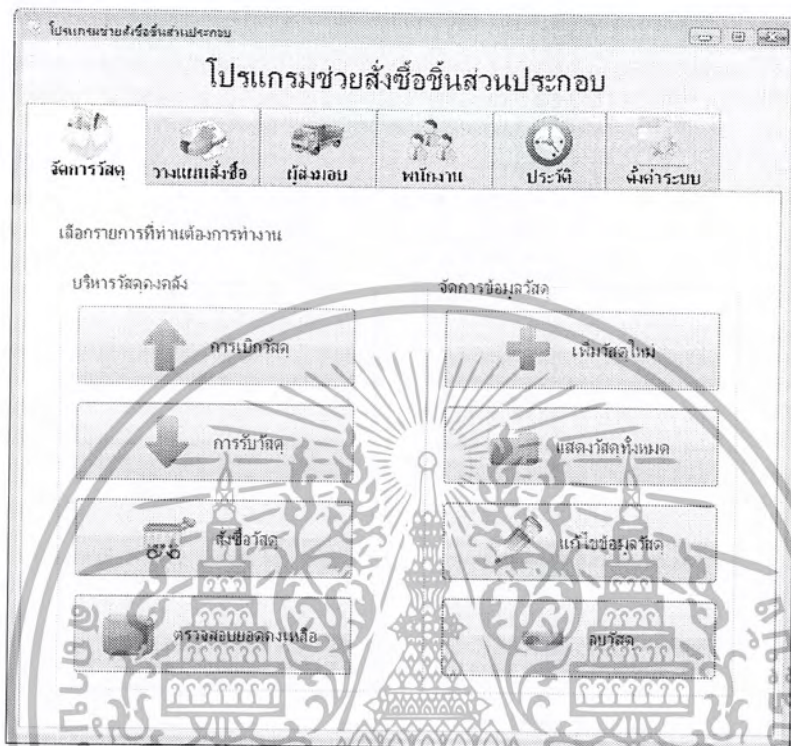 โปรแกรมช่วยสั่งซื้อชิ้นส่วนประกอบ
โปรแกรมช่วยสั่งซื้อชิ้นส่วนประกอบ
จัดการวัสดุ วางแผนสั่งซื้อ ผู้ส่งมอบ พนักงาน ประวัติ ตั้งค่าระบบ
เลือกรายการที่ท่านต้องการทำงาน
บริหารวัสดุคงคลัง
จัดการข้อมูลวัสดุ
การเบิกวัสดุ
เพิ่มวัสดุใหม่
การรับวัสดุ
แสดงวัสดุทั้งหมด
สั่งซื้อวัสดุ
แก้ไขข้อมูลวัสดุ
ตรวจสอบยอดคงเหลือ
ลบวัสดุ